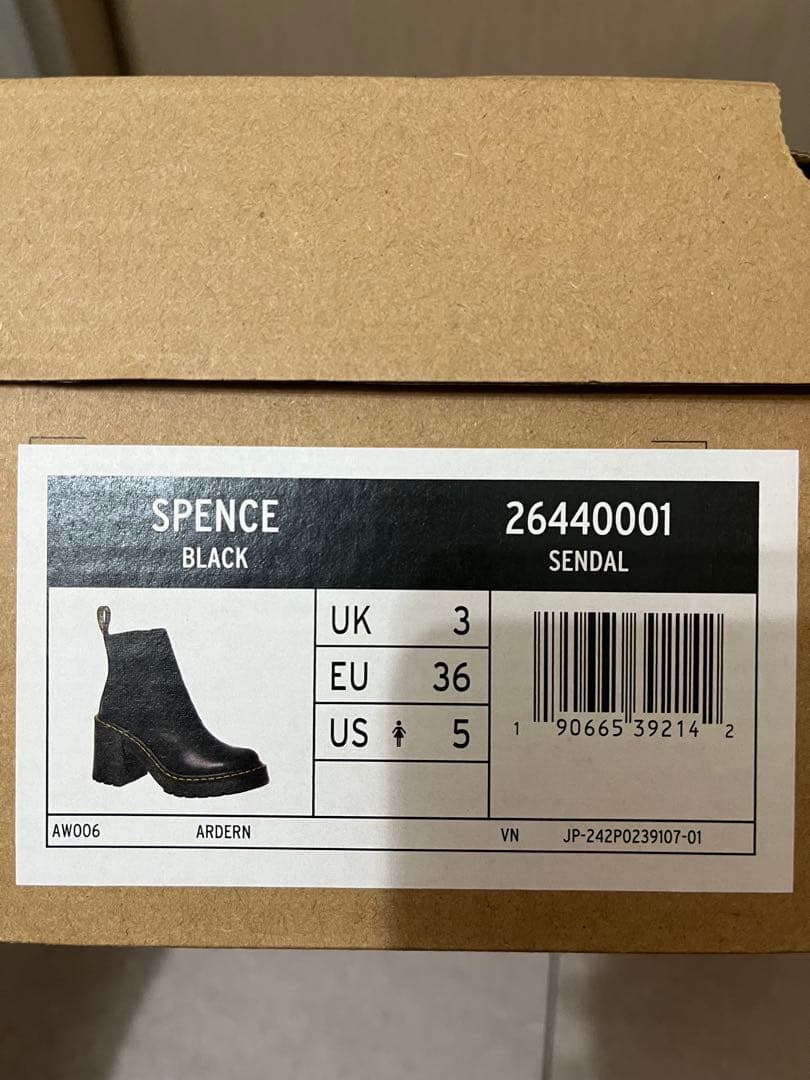 SPENCE
BLACK
26440001
SENDAL
UK 3
EU 36
US 5
1 90665 39214 2
AW006 ARDERN VN JP-242P0239107-01